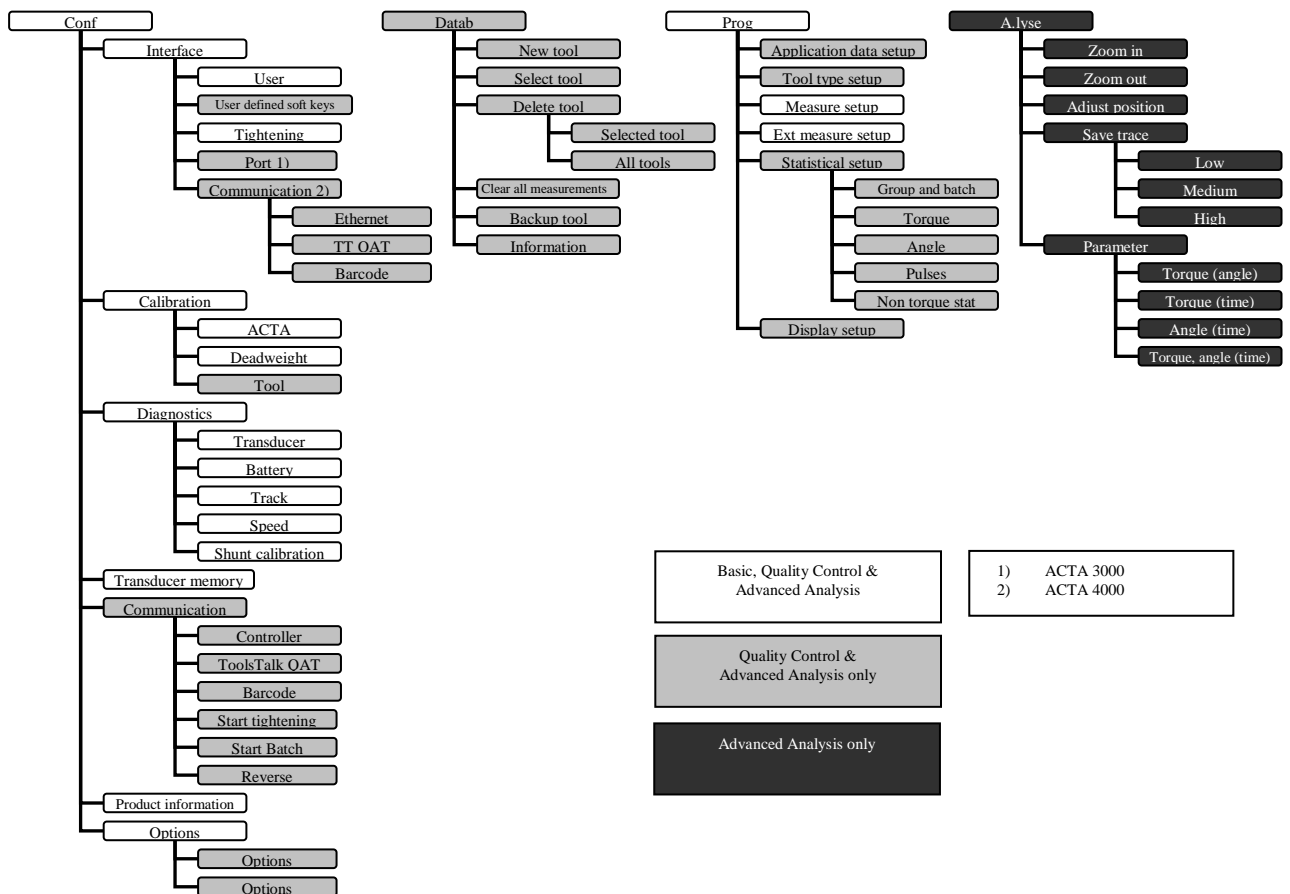 Conf
Interface
User
User defined soft keys
Tightening
Port 1)
Communication 2)
Ethernet
TT QAT
Barcode
Calibration
ACTA
Deadweight
Tool
Diagnostics
Transducer
Battery
Track
Speed
Shunt calibration
Transducer memory
Communication
Controller
ToolsTalk QAT
Barcode
Start tightening
Start Batch
Reverse
Product information
Options
Options
Options
Datab
New tool
Select tool
Delete tool
Selected tool
All tools
Clear all measurements
Backup tool
Information
Prog
Application data setup
Tool type setup
Measure setup
Ext measure setup
Statistical setup
Group and batch
Torque
Angle
Pulses
Non torque stat
Display setup
A.lyse
Zoom in
Zoom out
Adjust position
Save trace
Low
Medium
High
Parameter
Torque (angle)
Torque (time)
Angle (time)
Torque, angle (time)
Basic, Quality Control &
Advanced Analysis
Quality Control &
Advanced Analysis only
Advanced Analysis only
1) ACTA 3000
2) ACTA 4000